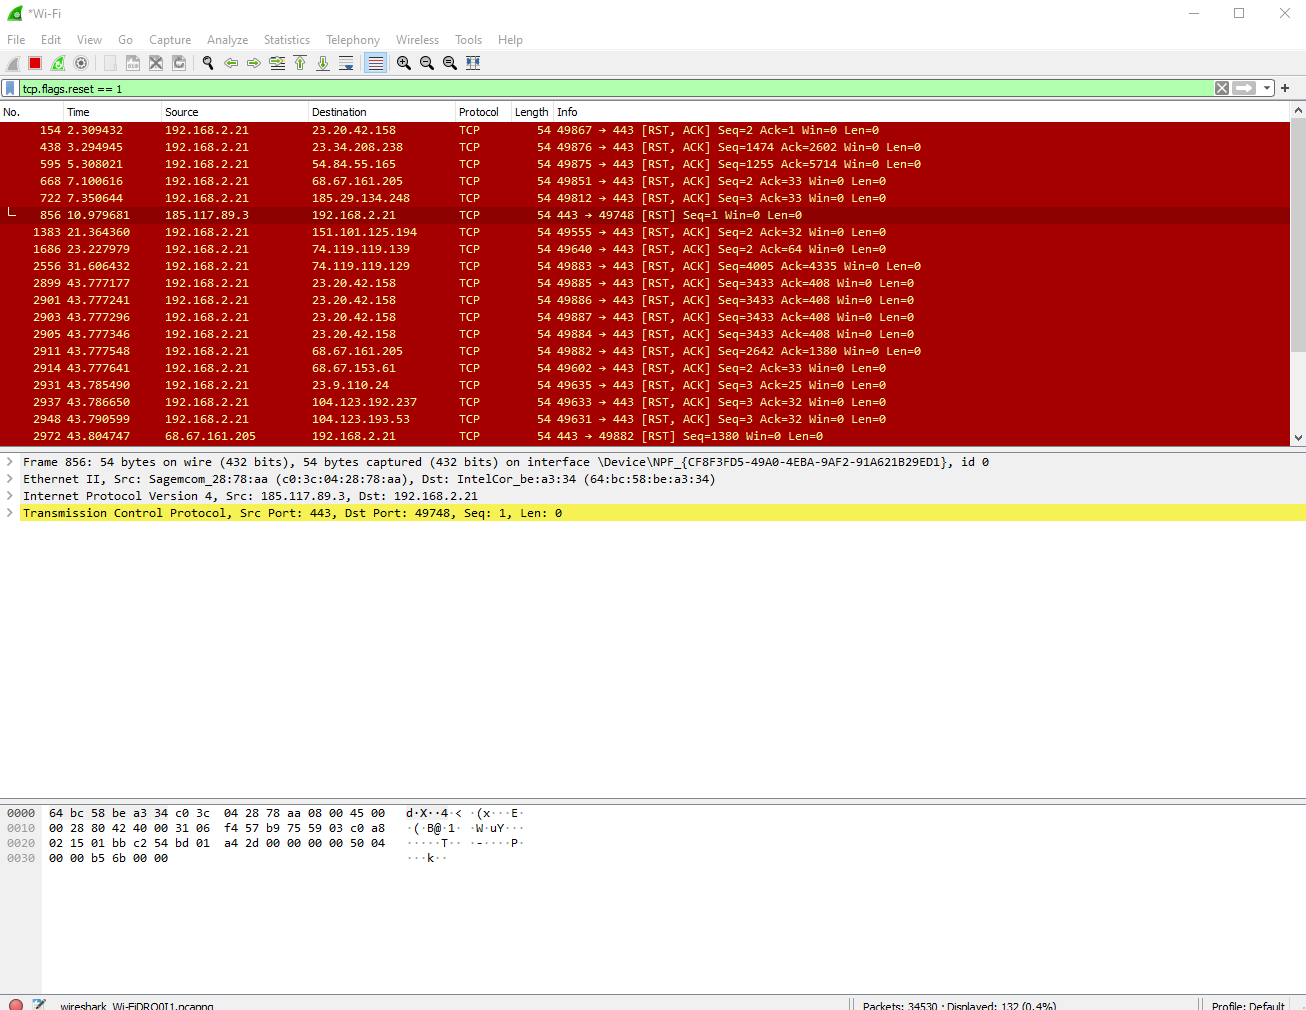 *Wi-Fi
File Edit View Go Capture Analyze Statistics Telephony Wireless Tools Help
tcp.flags.reset == 1
No. Time Source Destination Protocol Length Info
154 2.309432 192.168.2.21 23.20.42.158 TCP 54 49867 → 443 [RST, ACK] Seq=2 Ack=1 Win=0 Len=0
438 3.294945 192.168.2.21 23.34.208.238 TCP 54 49876 → 443 [RST, ACK] Seq=1474 Ack=2602 Win=0 Len=0
595 5.308021 192.168.2.21 54.84.55.165 TCP 54 49875 → 443 [RST, ACK] Seq=1255 Ack=5714 Win=0 Len=0
668 7.100616 192.168.2.21 68.67.161.205 TCP 54 49851 → 443 [RST, ACK] Seq=2 Ack=33 Win=0 Len=0
722 7.350644 192.168.2.21 185.29.134.248 TCP 54 49812 → 443 [RST, ACK] Seq=3 Ack=33 Win=0 Len=0
856 10.979681 185.117.89.3 192.168.2.21 TCP 54 443 → 49748 [RST] Seq=1 Win=0 Len=0
1383 21.364360 192.168.2.21 151.101.125.194 TCP 54 49555 → 443 [RST, ACK] Seq=2 Ack=32 Win=0 Len=0
1686 23.227979 192.168.2.21 74.119.119.139 TCP 54 49640 → 443 [RST, ACK] Seq=2 Ack=64 Win=0 Len=0
2556 31.606432 192.168.2.21 74.119.119.129 TCP 54 49883 → 443 [RST, ACK] Seq=4005 Ack=4335 Win=0 Len=0
2899 43.777177 192.168.2.21 23.20.42.158 TCP 54 49885 → 443 [RST, ACK] Seq=3433 Ack=408 Win=0 Len=0
2901 43.777241 192.168.2.21 23.20.42.158 TCP 54 49886 → 443 [RST, ACK] Seq=3433 Ack=408 Win=0 Len=0
2903 43.777296 192.168.2.21 23.20.42.158 TCP 54 49887 → 443 [RST, ACK] Seq=3433 Ack=408 Win=0 Len=0
2905 43.777346 192.168.2.21 23.20.42.158 TCP 54 49884 → 443 [RST, ACK] Seq=3433 Ack=408 Win=0 Len=0
2911 43.777548 192.168.2.21 68.67.161.205 TCP 54 49882 → 443 [RST, ACK] Seq=2642 Ack=1380 Win=0 Len=0
2914 43.777641 192.168.2.21 68.67.153.61 TCP 54 49602 → 443 [RST, ACK] Seq=2 Ack=33 Win=0 Len=0
2931 43.785490 192.168.2.21 23.9.110.24 TCP 54 49635 → 443 [RST, ACK] Seq=3 Ack=25 Win=0 Len=0
2937 43.786650 192.168.2.21 104.123.192.237 TCP 54 49633 → 443 [RST, ACK] Seq=3 Ack=32 Win=0 Len=0
2948 43.790599 192.168.2.21 104.123.193.53 TCP 54 49631 → 443 [RST, ACK] Seq=3 Ack=32 Win=0 Len=0
2972 43.804747 68.67.161.205 192.168.2.21 TCP 54 443 → 49882 [RST] Seq=1380 Win=0 Len=0
Frame 856: 54 bytes on wire (432 bits), 54 bytes captured (432 bits) on interface \Device\NPF_{CF8F3FD5-49A0-4EBA-9AF2-91A621B29ED1}, id 0
Ethernet II, Src: Sagemcom_28:78:aa (c0:3c:04:28:78:aa), Dst: IntelCor_be:a3:34 (64:bc:58:be:a3:34)
Internet Protocol Version 4, Src: 185.117.89.3, Dst: 192.168.2.21
Transmission Control Protocol, Src Port: 443, Dst Port: 49748, Seq: 1, Len: 0
0000 64 bc 58 be a3 34 c0 3c 04 28 78 aa 08 00 45 00 d·X··4·< ·(x···E·
0010 00 28 80 42 40 00 31 06 f4 57 b9 75 59 03 c0 a8 ·(·B@·1· ·W·uY···
0020 02 15 01 bb c2 54 bd 01 a4 2d 00 00 00 00 50 04 ·····T·· ·-····P·
0030 00 00 b5 6b 00 00 ···k··
wireshark_Wi-FiDRO0I1.pcapng Packets: 34530 · Displayed: 132 (0.4%) Profile: Default